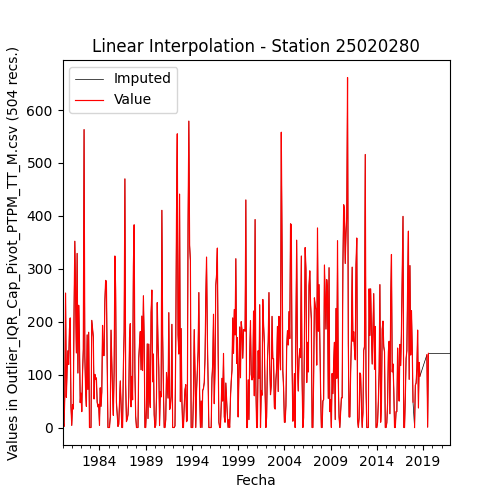 Linear Interpolation - Station 25020280
Imputed
Value
Values in Outlier_IQR_Cap_Pivot_PTPM_TT_M.csv (504 recs.)
600
500
400
300
200
100
0
1984 1989 1994 1999 2004 2009 2014 2019
Fecha